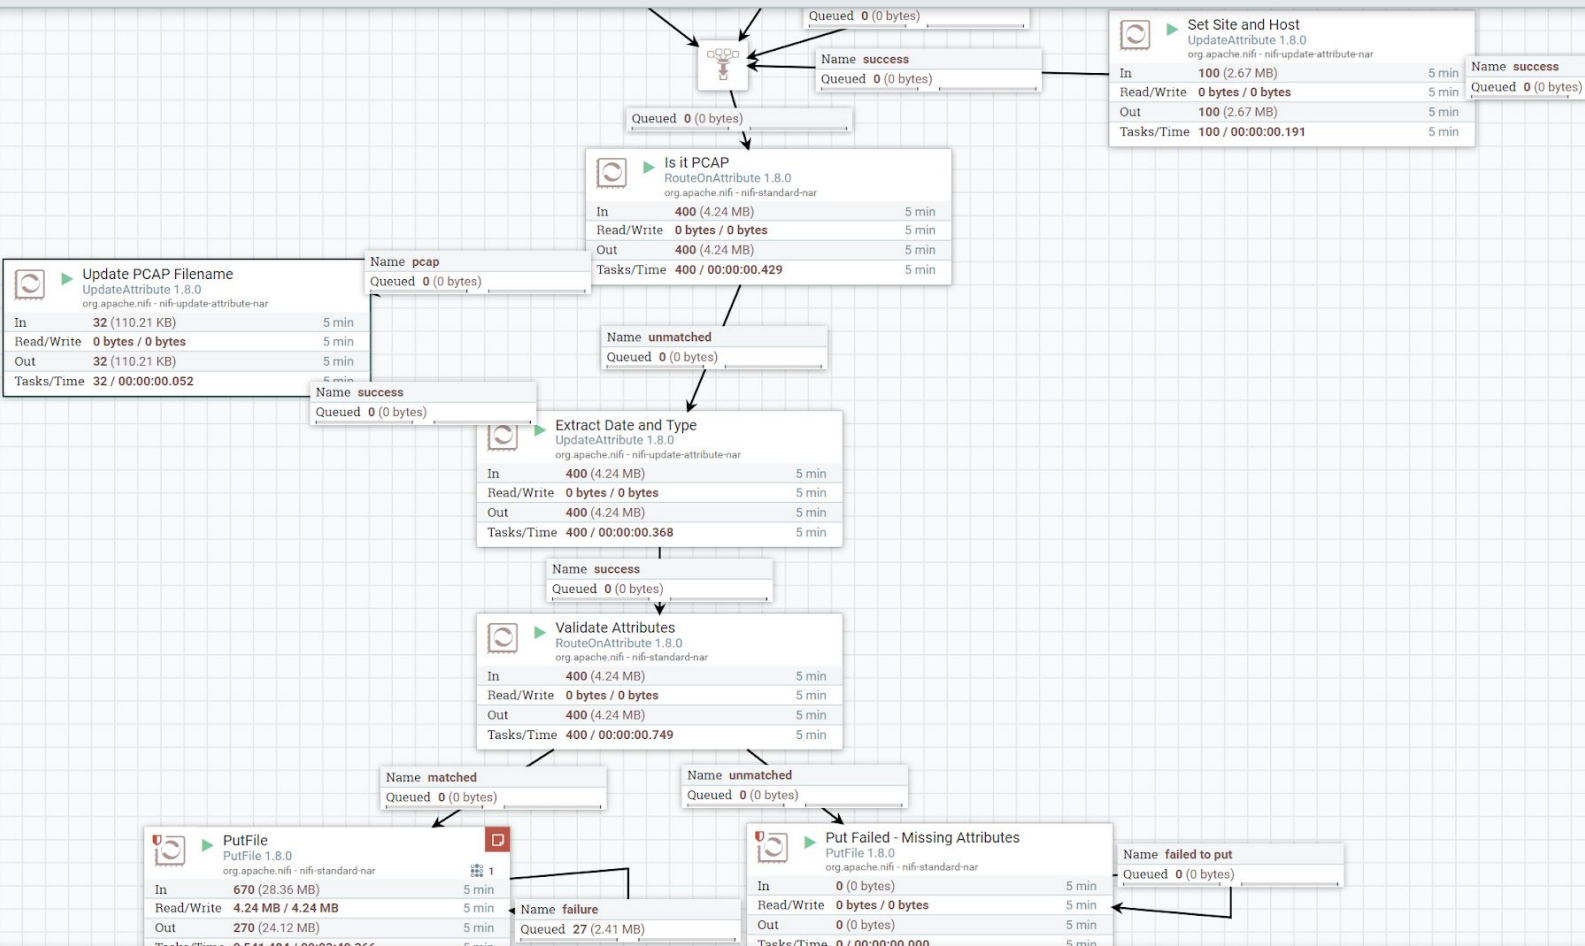 Queued 0 (0 bytes)
Name success
Queued 0 (0 bytes)
Set Site and Host
UpdateAttribute 1.8.0
org.apache.nifi - nifi-update-attribute-nar
In 100 (2.67 MB) 5 min
Read/Write 0 bytes / 0 bytes 5 min
Out 100 (2.67 MB) 5 min
Tasks/Time 100 / 00:00:00.191 5 min
Name success
Queued 0 (0 bytes)
Queued 0 (0 bytes)
Is it PCAP
RouteOnAttribute 1.8.0
org.apache.nifi - nifi-standard-nar
In 400 (4.24 MB) 5 min
Read/Write 0 bytes / 0 bytes 5 min
Out 400 (4.24 MB) 5 min
Tasks/Time 400 / 00:00:00.429 5 min
Name pcap
Queued 0 (0 bytes)
Update PCAP Filename
UpdateAttribute 1.8.0
org.apache.nifi - nifi-update-attribute-nar
In 32 (110.21 KB) 5 min
Read/Write 0 bytes / 0 bytes 5 min
Out 32 (110.21 KB) 5 min
Tasks/Time 32 / 00:00:00.052 5 min
Name unmatched
Queued 0 (0 bytes)
Name success
Queued 0 (0 bytes)
Extract Date and Type
UpdateAttribute 1.8.0
org.apache.nifi - nifi-update-attribute-nar
In 400 (4.24 MB) 5 min
Read/Write 0 bytes / 0 bytes 5 min
Out 400 (4.24 MB) 5 min
Tasks/Time 400 / 00:00:00.368 5 min
Name success
Queued 0 (0 bytes)
Validate Attributes
RouteOnAttribute 1.8.0
org.apache.nifi - nifi-standard-nar
In 400 (4.24 MB) 5 min
Read/Write 0 bytes / 0 bytes 5 min
Out 400 (4.24 MB) 5 min
Tasks/Time 400 / 00:00:00.749 5 min
Name matched
Queued 0 (0 bytes)
Name unmatched
Queued 0 (0 bytes)
PutFile
PutFile 1.8.0
org.apache.nifi - nifi-standard-nar
1
In 670 (28.36 MB) 5 min
Read/Write 4.24 MB / 4.24 MB 5 min
Out 270 (24.12 MB) 5 min
Name failure
Queued 27 (2.41 MB)
Put Failed - Missing Attributes
PutFile 1.8.0
org.apache.nifi - nifi-standard-nar
In 0 (0 bytes) 5 min
Read/Write 0 bytes / 0 bytes 5 min
Out 0 (0 bytes) 5 min
Tasks/Time 0 / 00:00:00.000 5 min
Name failed to put
Queued 0 (0 bytes)